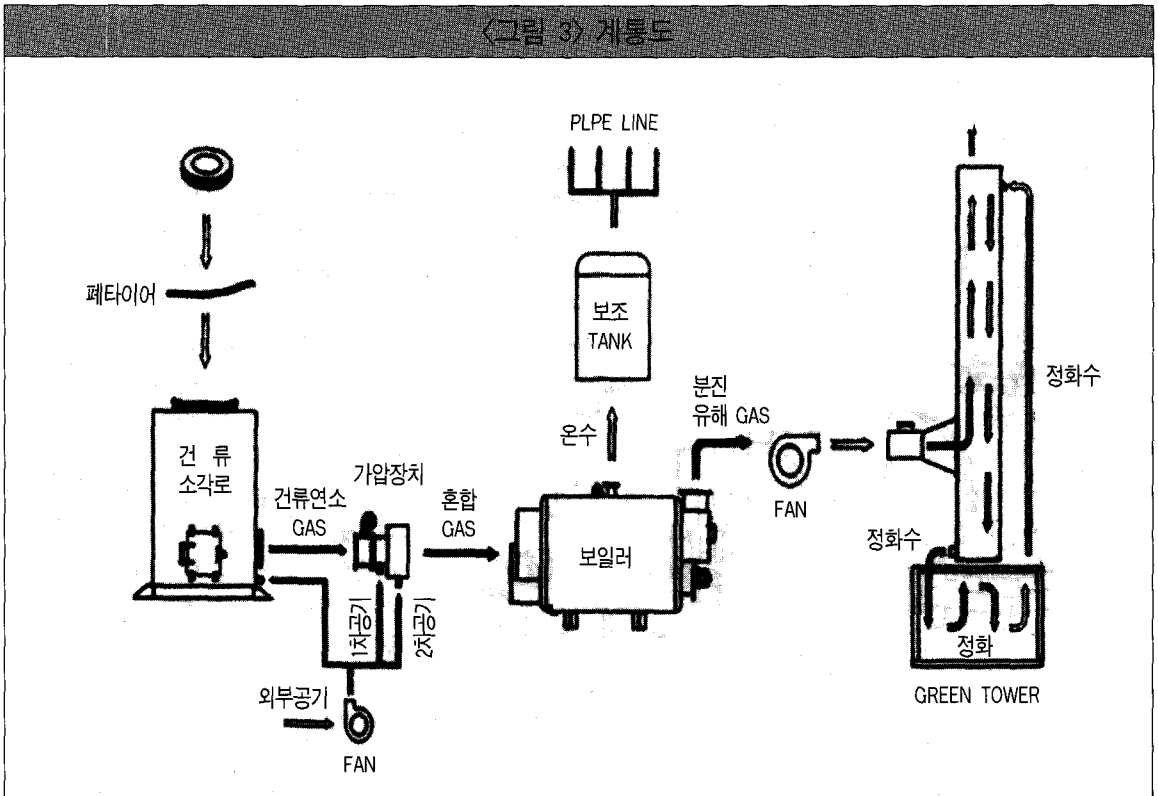 〈그림 3〉 계통도
PLPE LINE
폐타이어
보조
TANK
정화수
분진
유해 GAS
온수
건 류
소각로
가압장치
건류연소
GAS
혼합
GAS
FAN
보일러
정화수
1차공기
2차공기
정화
외부공기
GREEN TOWER
FAN